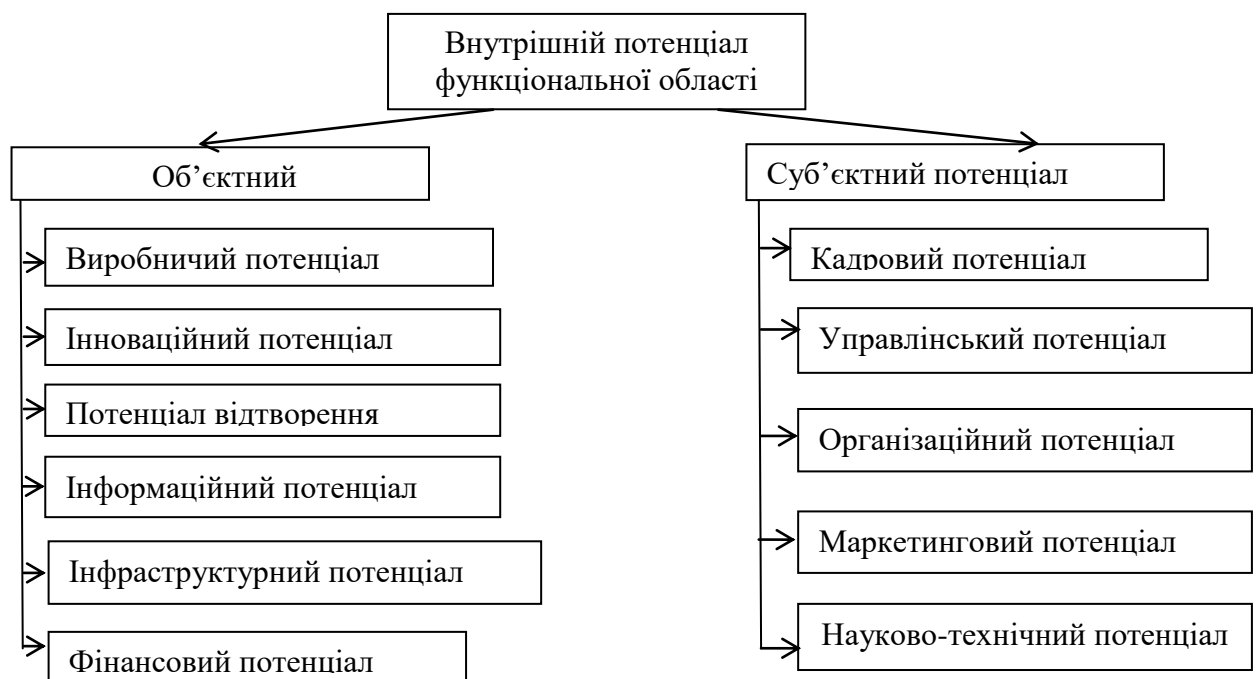 Внутрішній потенціал
функціональної області
Об’єктний
Виробничий потенціал
Інноваційний потенціал
Потенціал відтворення
Інформаційний потенціал
Інфраструктурний потенціал
Фінансовий потенціал
Суб’єктний потенціал
Кадровий потенціал
Управлінський потенціал
Організаційний потенціал
Маркетинговий потенціал
Науково-технічний потенціал